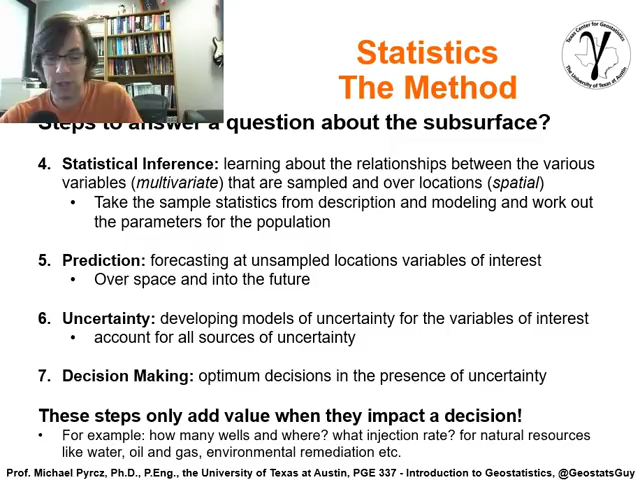 Statistics
The Method
Texas Center for Geostatistics
The University of Texas at Austin
γ
Steps to answer a question about the subsurface?
4. Statistical Inference: learning about the relationships between the various
variables (multivariate) that are sampled and over locations (spatial)
• Take the sample statistics from description and modeling and work out
the parameters for the population
5. Prediction: forecasting at unsampled locations variables of interest
• Over space and into the future
6. Uncertainty: developing models of uncertainty for the variables of interest
• account for all sources of uncertainty
7. Decision Making: optimum decisions in the presence of uncertainty
These steps only add value when they impact a decision!
• For example: how many wells and where? what injection rate? for natural resources
like water, oil and gas, environmental remediation etc.
Prof. Michael Pyrcz, Ph.D., P.Eng., the University of Texas at Austin, PGE 337 - Introduction to Geostatistics, @GeostatsGuy